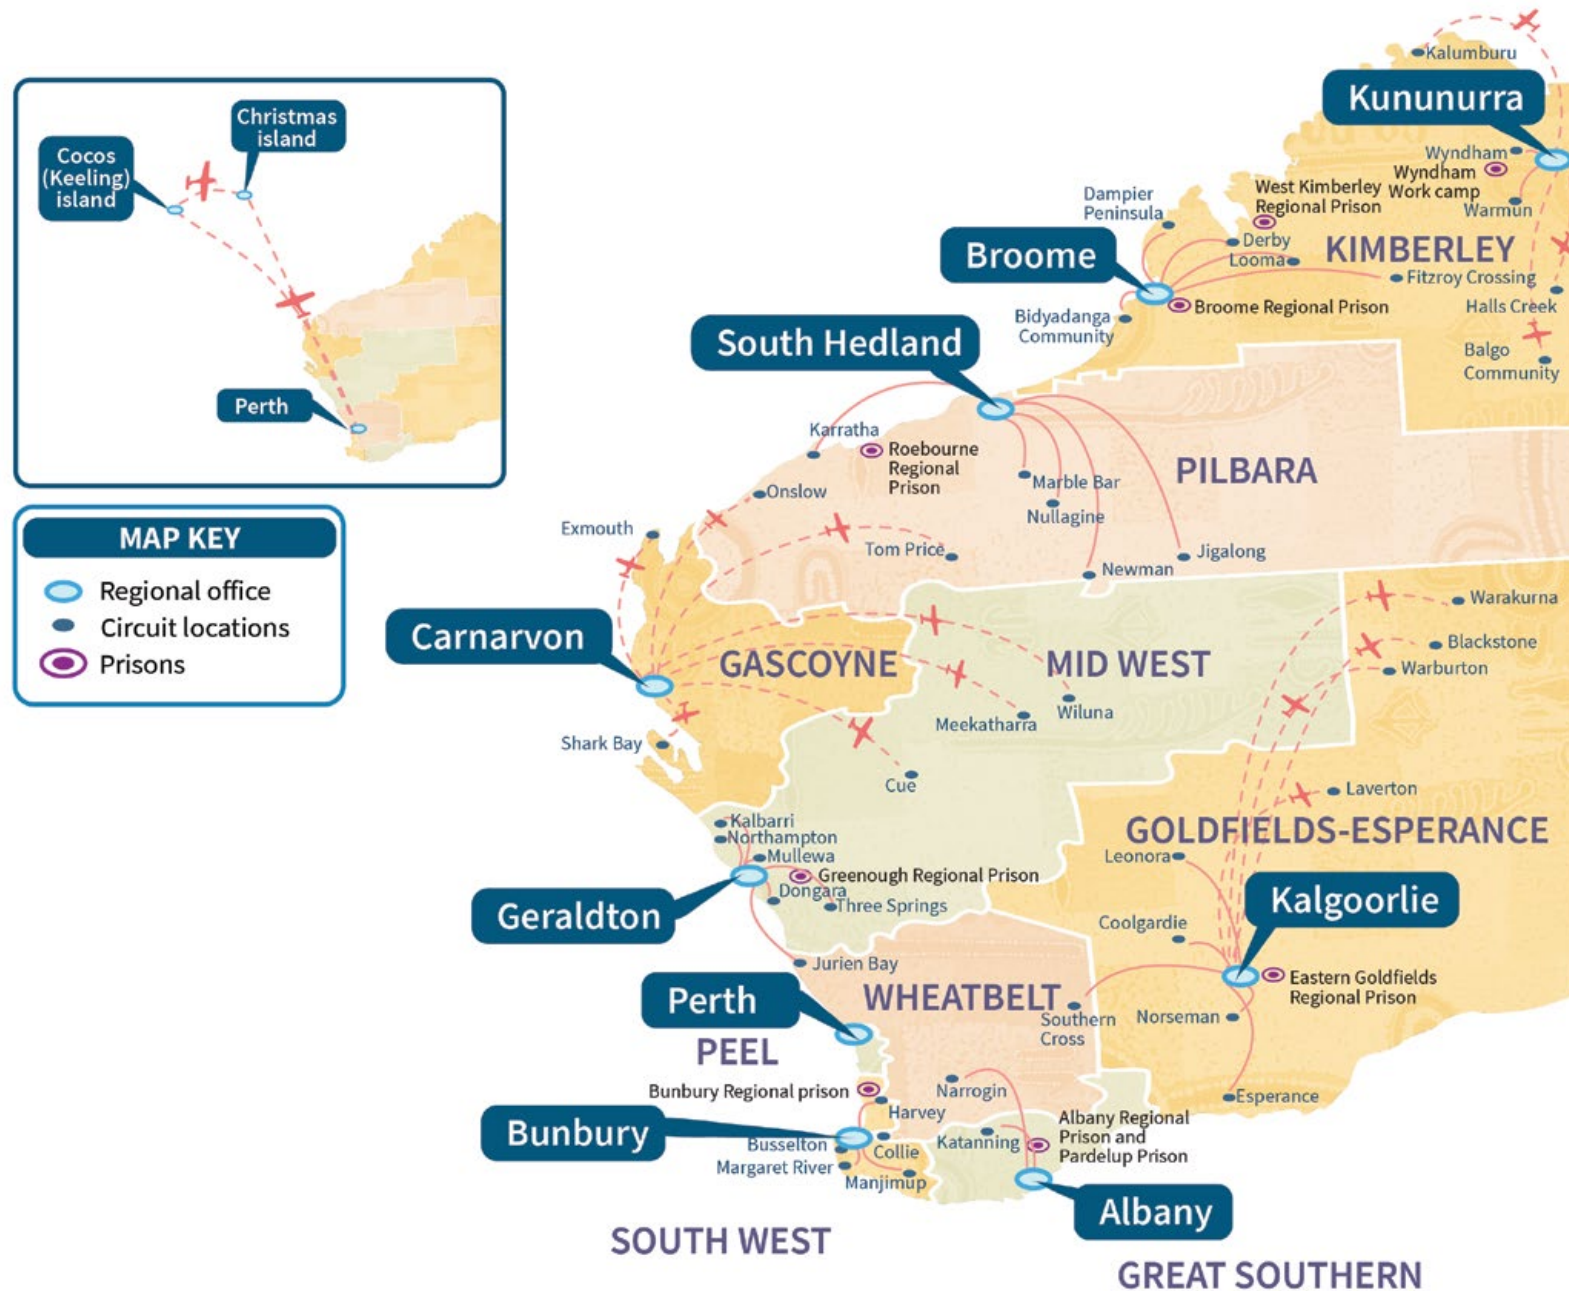 Christmas
island
Cocos
(Keeling)
island
Perth
MAP KEY
Regional office
Circuit locations
Prisons
Kalumburu
Kununurra
Wyndham
Wyndham
Work camp
Warmun
West Kimberley
Regional Prison
Dampier
Peninsula
Derby
Looma
KIMBERLEY
Broome
Fitzroy Crossing
Halls Creek
Broome Regional Prison
Bidyadanga
Community
Balgo
Community
South Hedland
Karratha
Roebourne
Regional
Prison
PILBARA
Marble Bar
Onslow
Nullagine
Exmouth
Tom Price
Jigalong
Newman
Warakurna
Carnarvon
Blackstone
GASCOYNE
MID WEST
Warburton
Wiluna
Meekatharra
Shark Bay
Cue
Laverton
Kalbarri
Northampton
GOLDFIELDS-ESPERANCE
Mullewa
Leonora
Greenough Regional Prison
Dongara
Three Springs
Geraldton
Kalgoorlie
Coolgardie
Jurien Bay
Eastern Goldfields
Regional Prison
Perth
WHEATBELT
Southern
Cross
Norseman
PEEL
Bunbury Regional prison
Narrogin
Esperance
Harvey
Albany Regional
Prison and
Pardelup Prison
Bunbury
Busselton
Collie
Katanning
Margaret River
Manjimup
Albany
SOUTH WEST
GREAT SOUTHERN